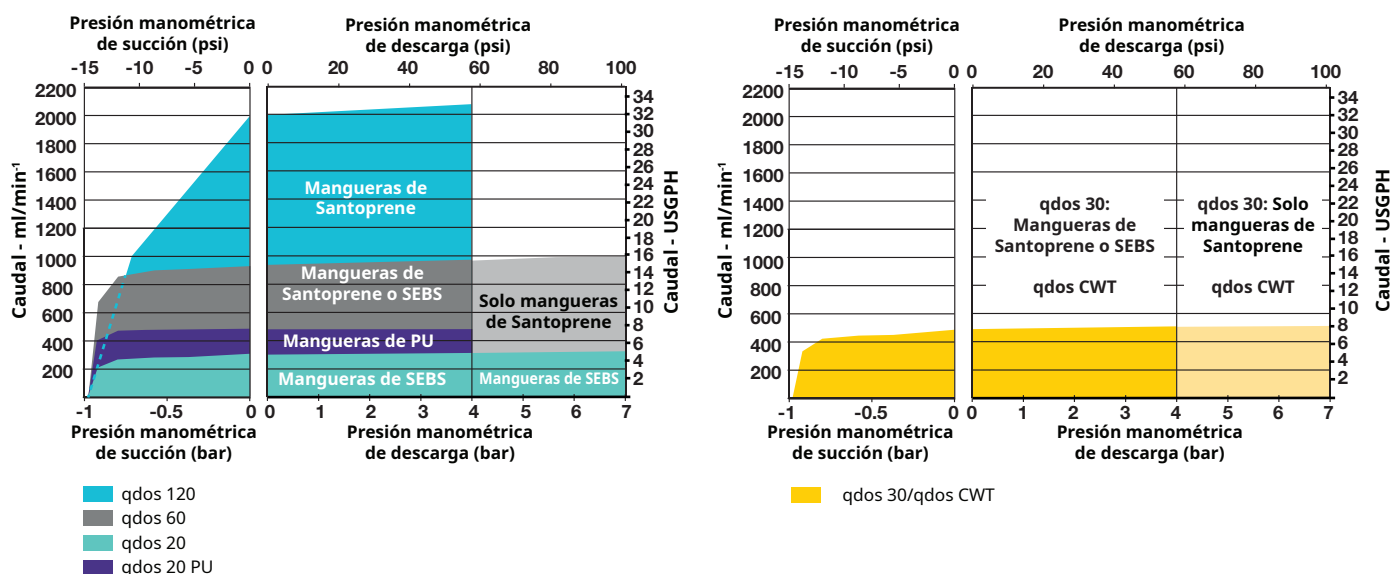 Presión manométrica
de succión (psi)
Presión manométrica
de descarga (psi)
-15 -10 -5 0 0 20 40 60 80 100
2200
2000
1800
1600
1400
1200
1000
800
600
400
200
Caudal - ml/min⁻¹
34
32
30
28
26
24
22
20
18
16
14
12
10
8
6
4
2
Caudal - USGPH
Mangueras de
Santoprene
Mangueras de
Santoprene o SEBS
Solo mangueras
de Santoprene
Mangueras de PU
Mangueras de SEBS
Mangueras de SEBS
-1 -0,5 0 0 1 2 3 4 5 6 7
Presión manométrica
de succión (bar)
Presión manométrica
de descarga (bar)
qdos 120
qdos 60
qdos 20
qdos 20 PU
Presión manométrica
de succión (psi)
Presión manométrica
de descarga (psi)
-15 -10 -5 0 0 20 40 60 80 100
2200
2000
1800
1600
1400
1200
1000
800
600
400
200
Caudal - ml/min⁻¹
34
32
30
28
26
24
22
20
18
16
14
12
10
8
6
4
2
Caudal - USGPH
qdos 30:
Mangueras de
Santoprene o SEBS
qdos CWT
qdos 30: Solo
mangueras de
Santoprene
qdos CWT
-1 -0,5 0 0 1 2 3 4 5 6 7
Presión manométrica
de succión (bar)
Presión manométrica
de descarga (bar)
qdos 30/qdos CWT